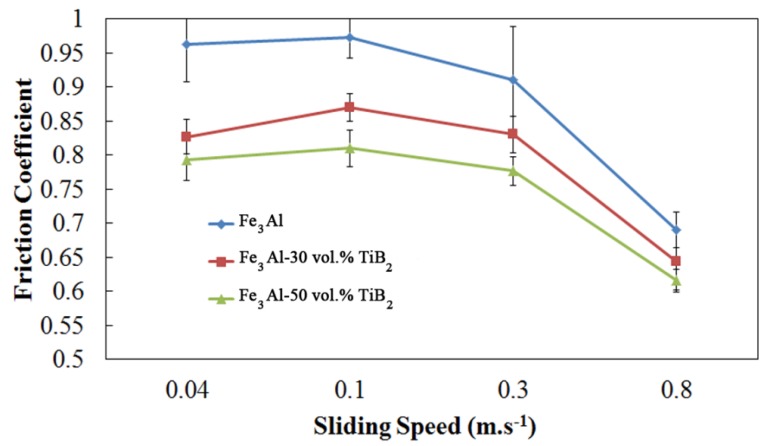 1
0.95
0.9
0.85
0.8
0.75
0.7
0.65
0.6
0.55
0.5
Friction Coefficient
Fe₃Al
Fe₃Al-30 vol.% TiB₂
Fe₃Al-50 vol.% TiB₂
0.04 0.1 0.3 0.8
Sliding Speed (m.s⁻¹)